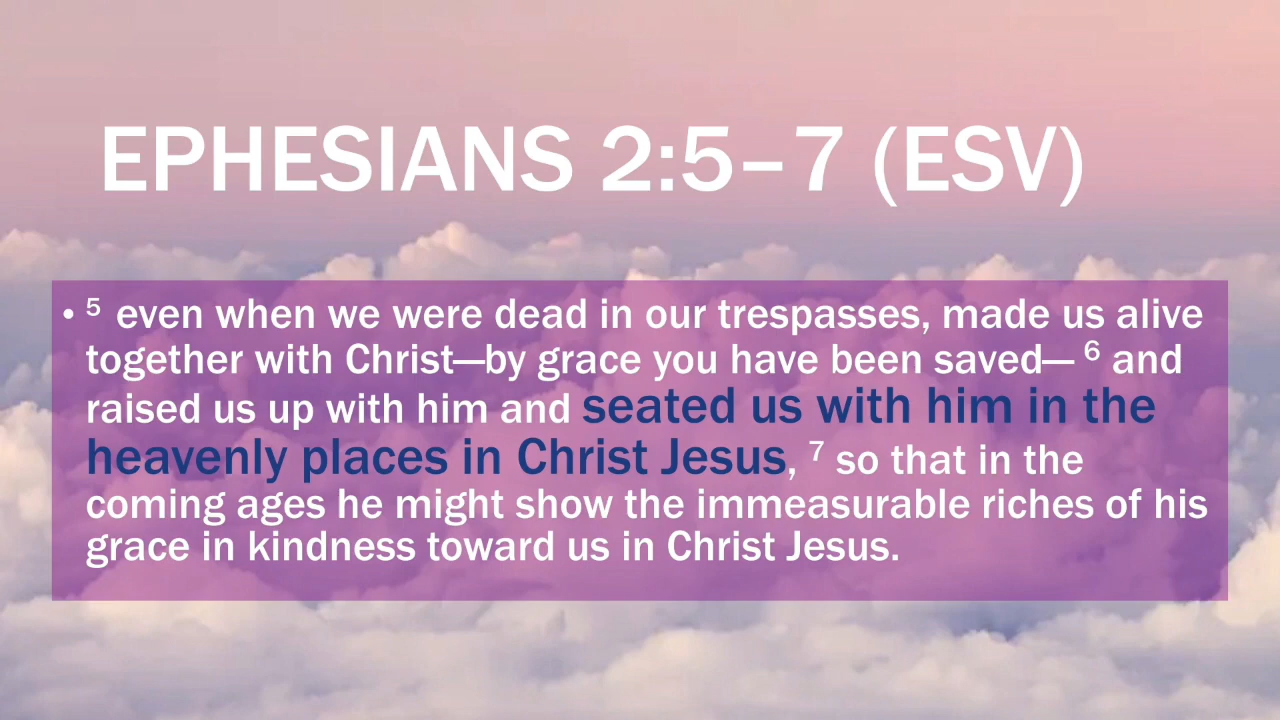 EPHESIANS 2:5–7 (ESV)
• ⁵ even when we were dead in our trespasses, made us alive
together with Christ—by grace you have been saved— ⁶ and
raised us up with him and seated us with him in the
heavenly places in Christ Jesus, ⁷ so that in the
coming ages he might show the immeasurable riches of his
grace in kindness toward us in Christ Jesus.